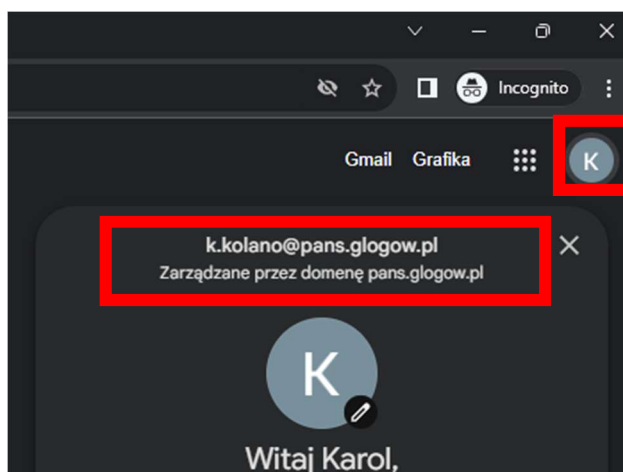 Incognito
Gmail Grafika K
k.kolano@pans.glogow.pl
Zarządzane przez domenę pans.glogow.pl
K
Witaj Karol,